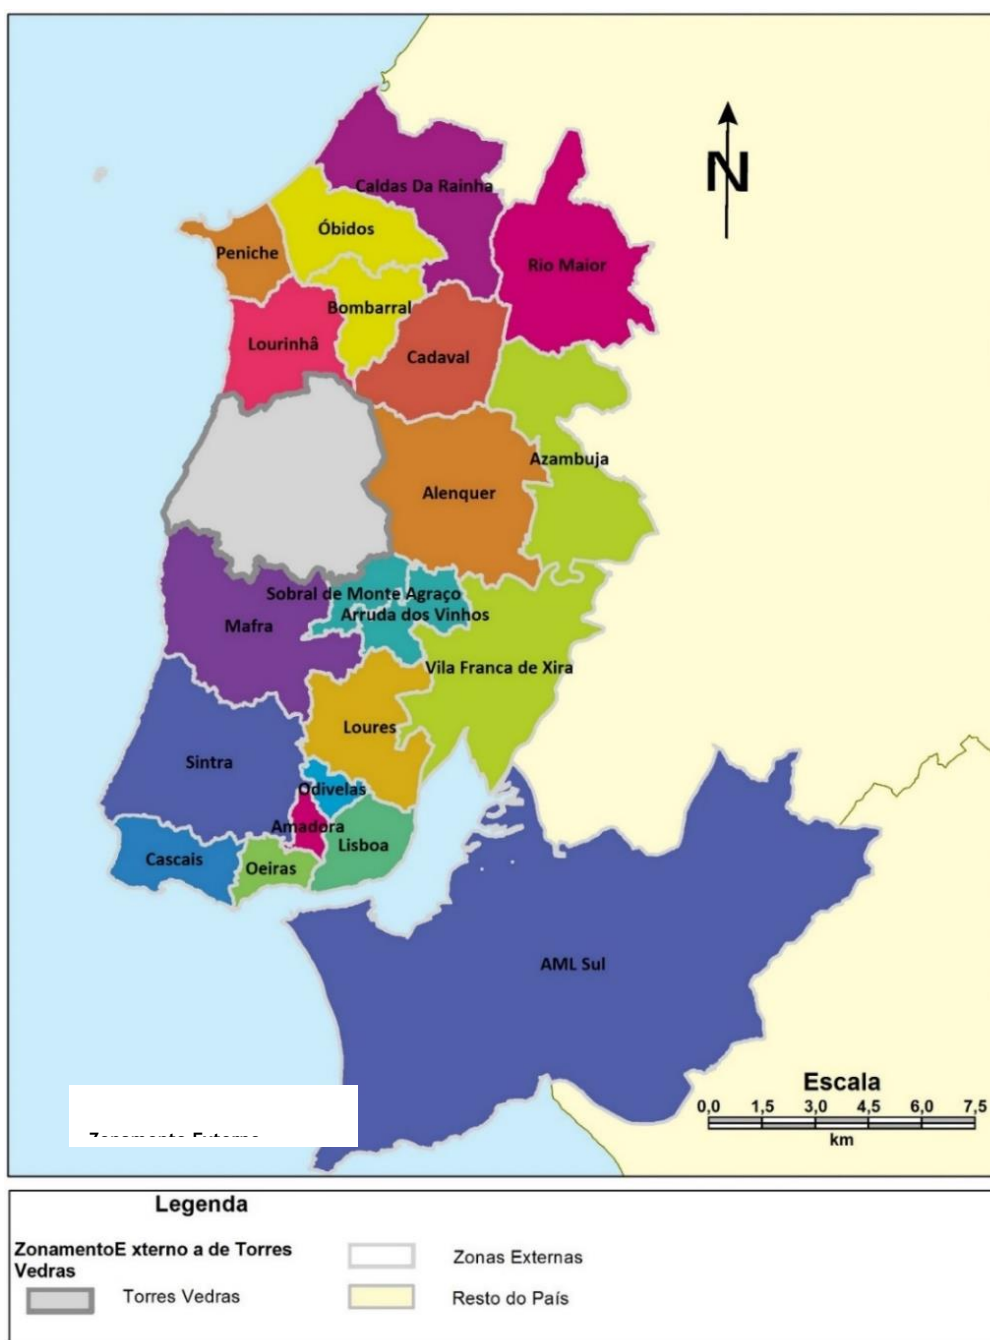 N
Caldas Da Rainha
Óbidos
Peniche
Rio Maior
Bombarral
Lourinhâ
Cadaval
Azambuja
Alenquer
Sobral de Monte Agraço
Arruda dos Vinhos
Mafra
Vila Franca de Xira
Loures
Sintra
Odivelas
Amadora
Lisboa
Cascais
Oeiras
AML Sul
Escala
0,0 1,5 3,0 4,5 6,0 7,5
km
Legenda
ZonamentoE xterno a de Torres
Vedras
Torres Vedras
Zonas Externas
Resto do País